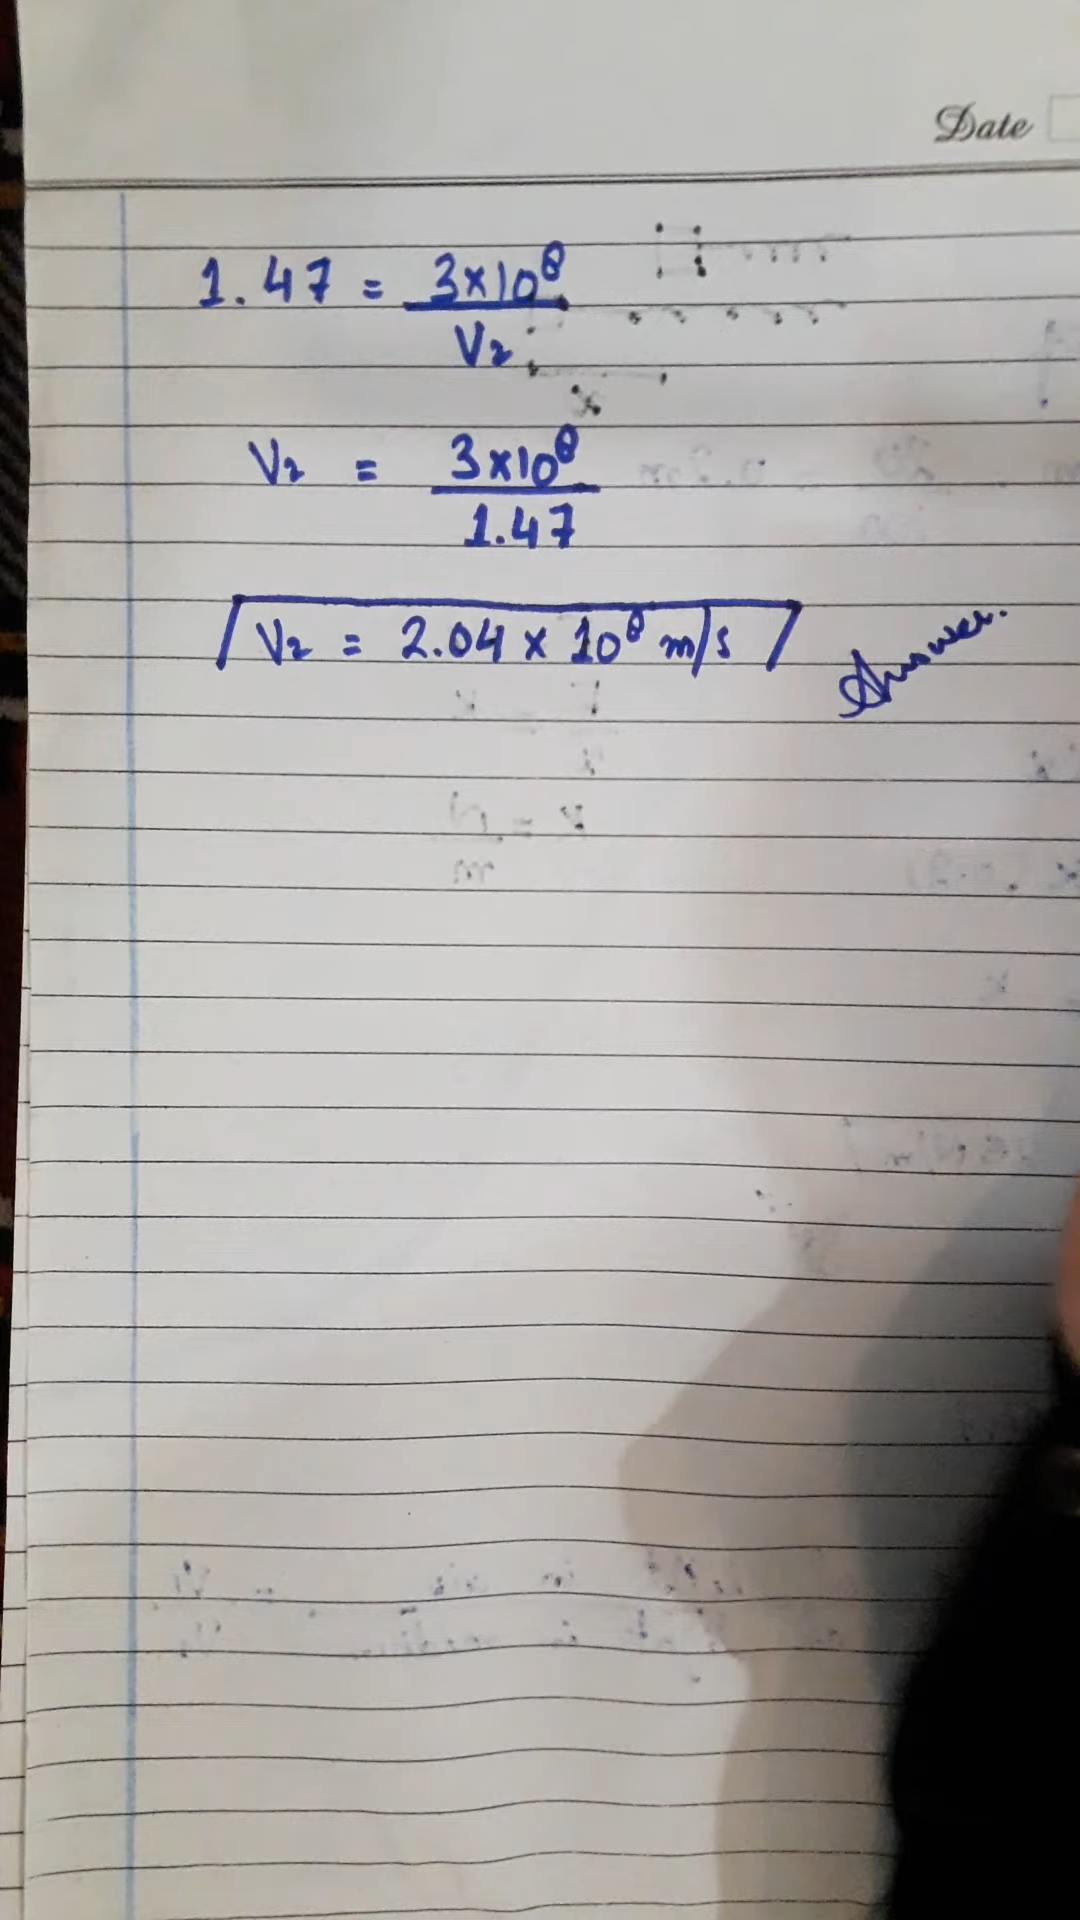 Date
1.47 = 3×10⁸
V₂
V₂ = 3×10⁸
1.47
V₂ = 2.04 × 10⁸ m/s
Answer.